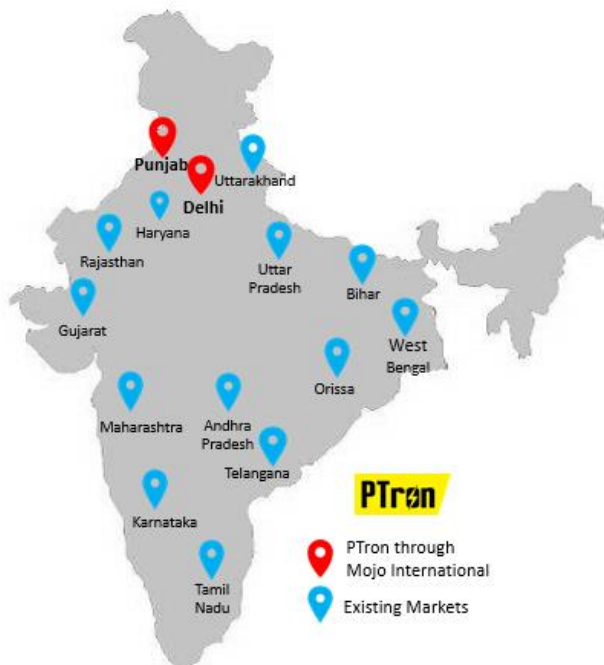 Punjab
Uttarakhand
Delhi
Haryana
Rajasthan
Uttar
Pradesh
Bihar
Gujarat
West
Bengal
Orissa
Maharashtra
Andhra
Pradesh
Telangana
PTron
Karnataka
PTron through
Mojo International
Tamil
Nadu
Existing Markets